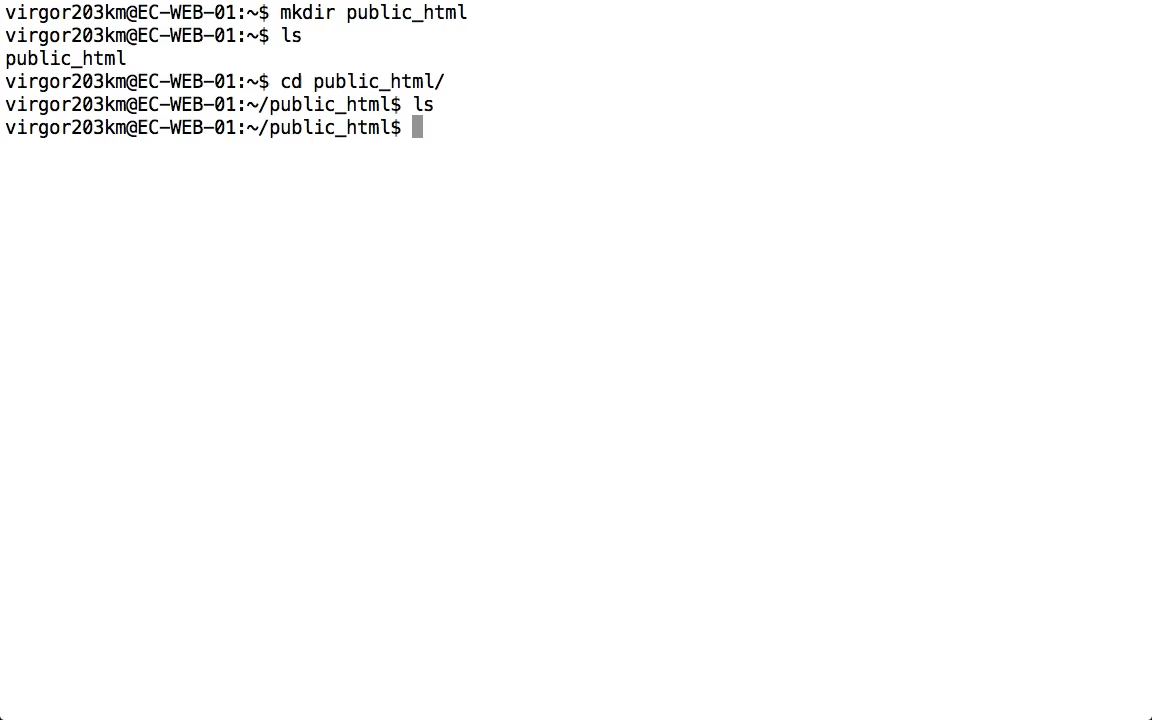 virgor203km@EC-WEB-01:~$ mkdir public_html
virgor203km@EC-WEB-01:~$ ls
public_html
virgor203km@EC-WEB-01:~$ cd public_html/
virgor203km@EC-WEB-01:~/public_html$ ls
virgor203km@EC-WEB-01:~/public_html$